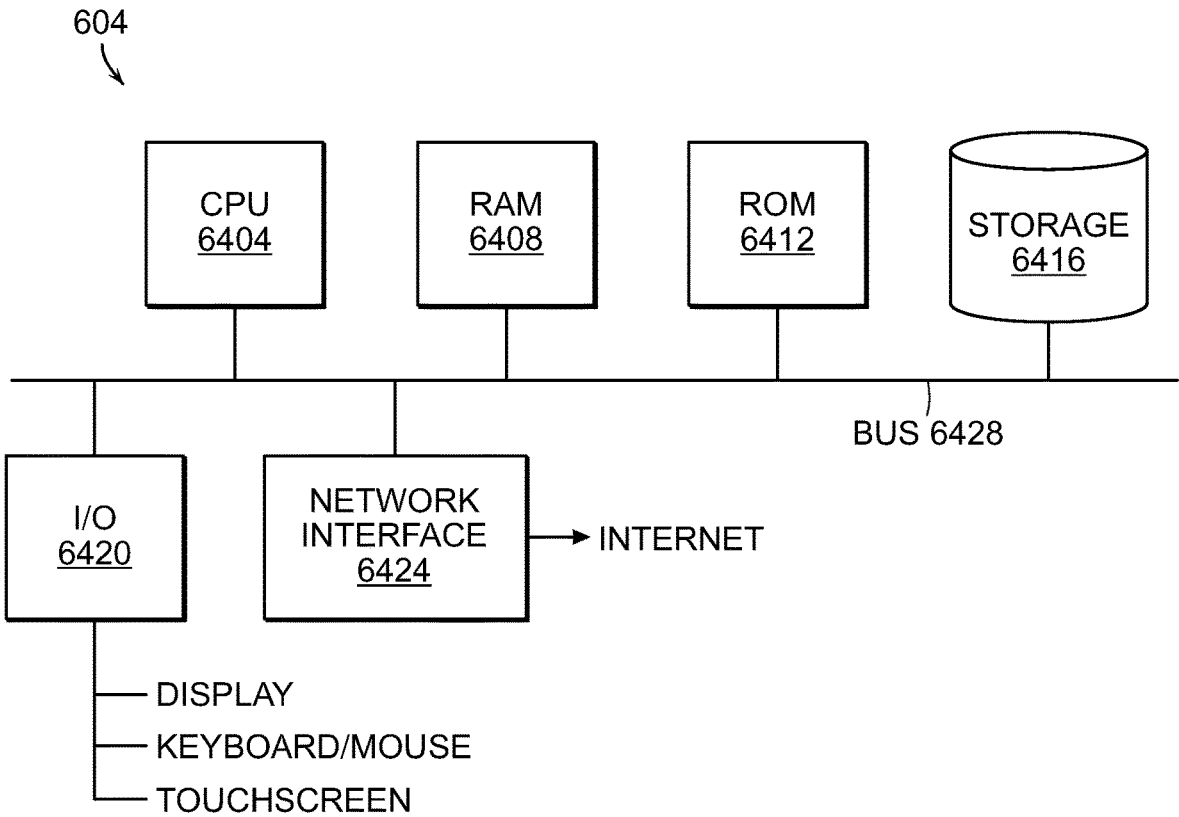 604
CPU
6404
RAM
6408
ROM
6412
STORAGE
6416
BUS 6428
I/O
6420
NETWORK
INTERFACE
6424
INTERNET
DISPLAY
KEYBOARD/MOUSE
TOUCHSCREEN